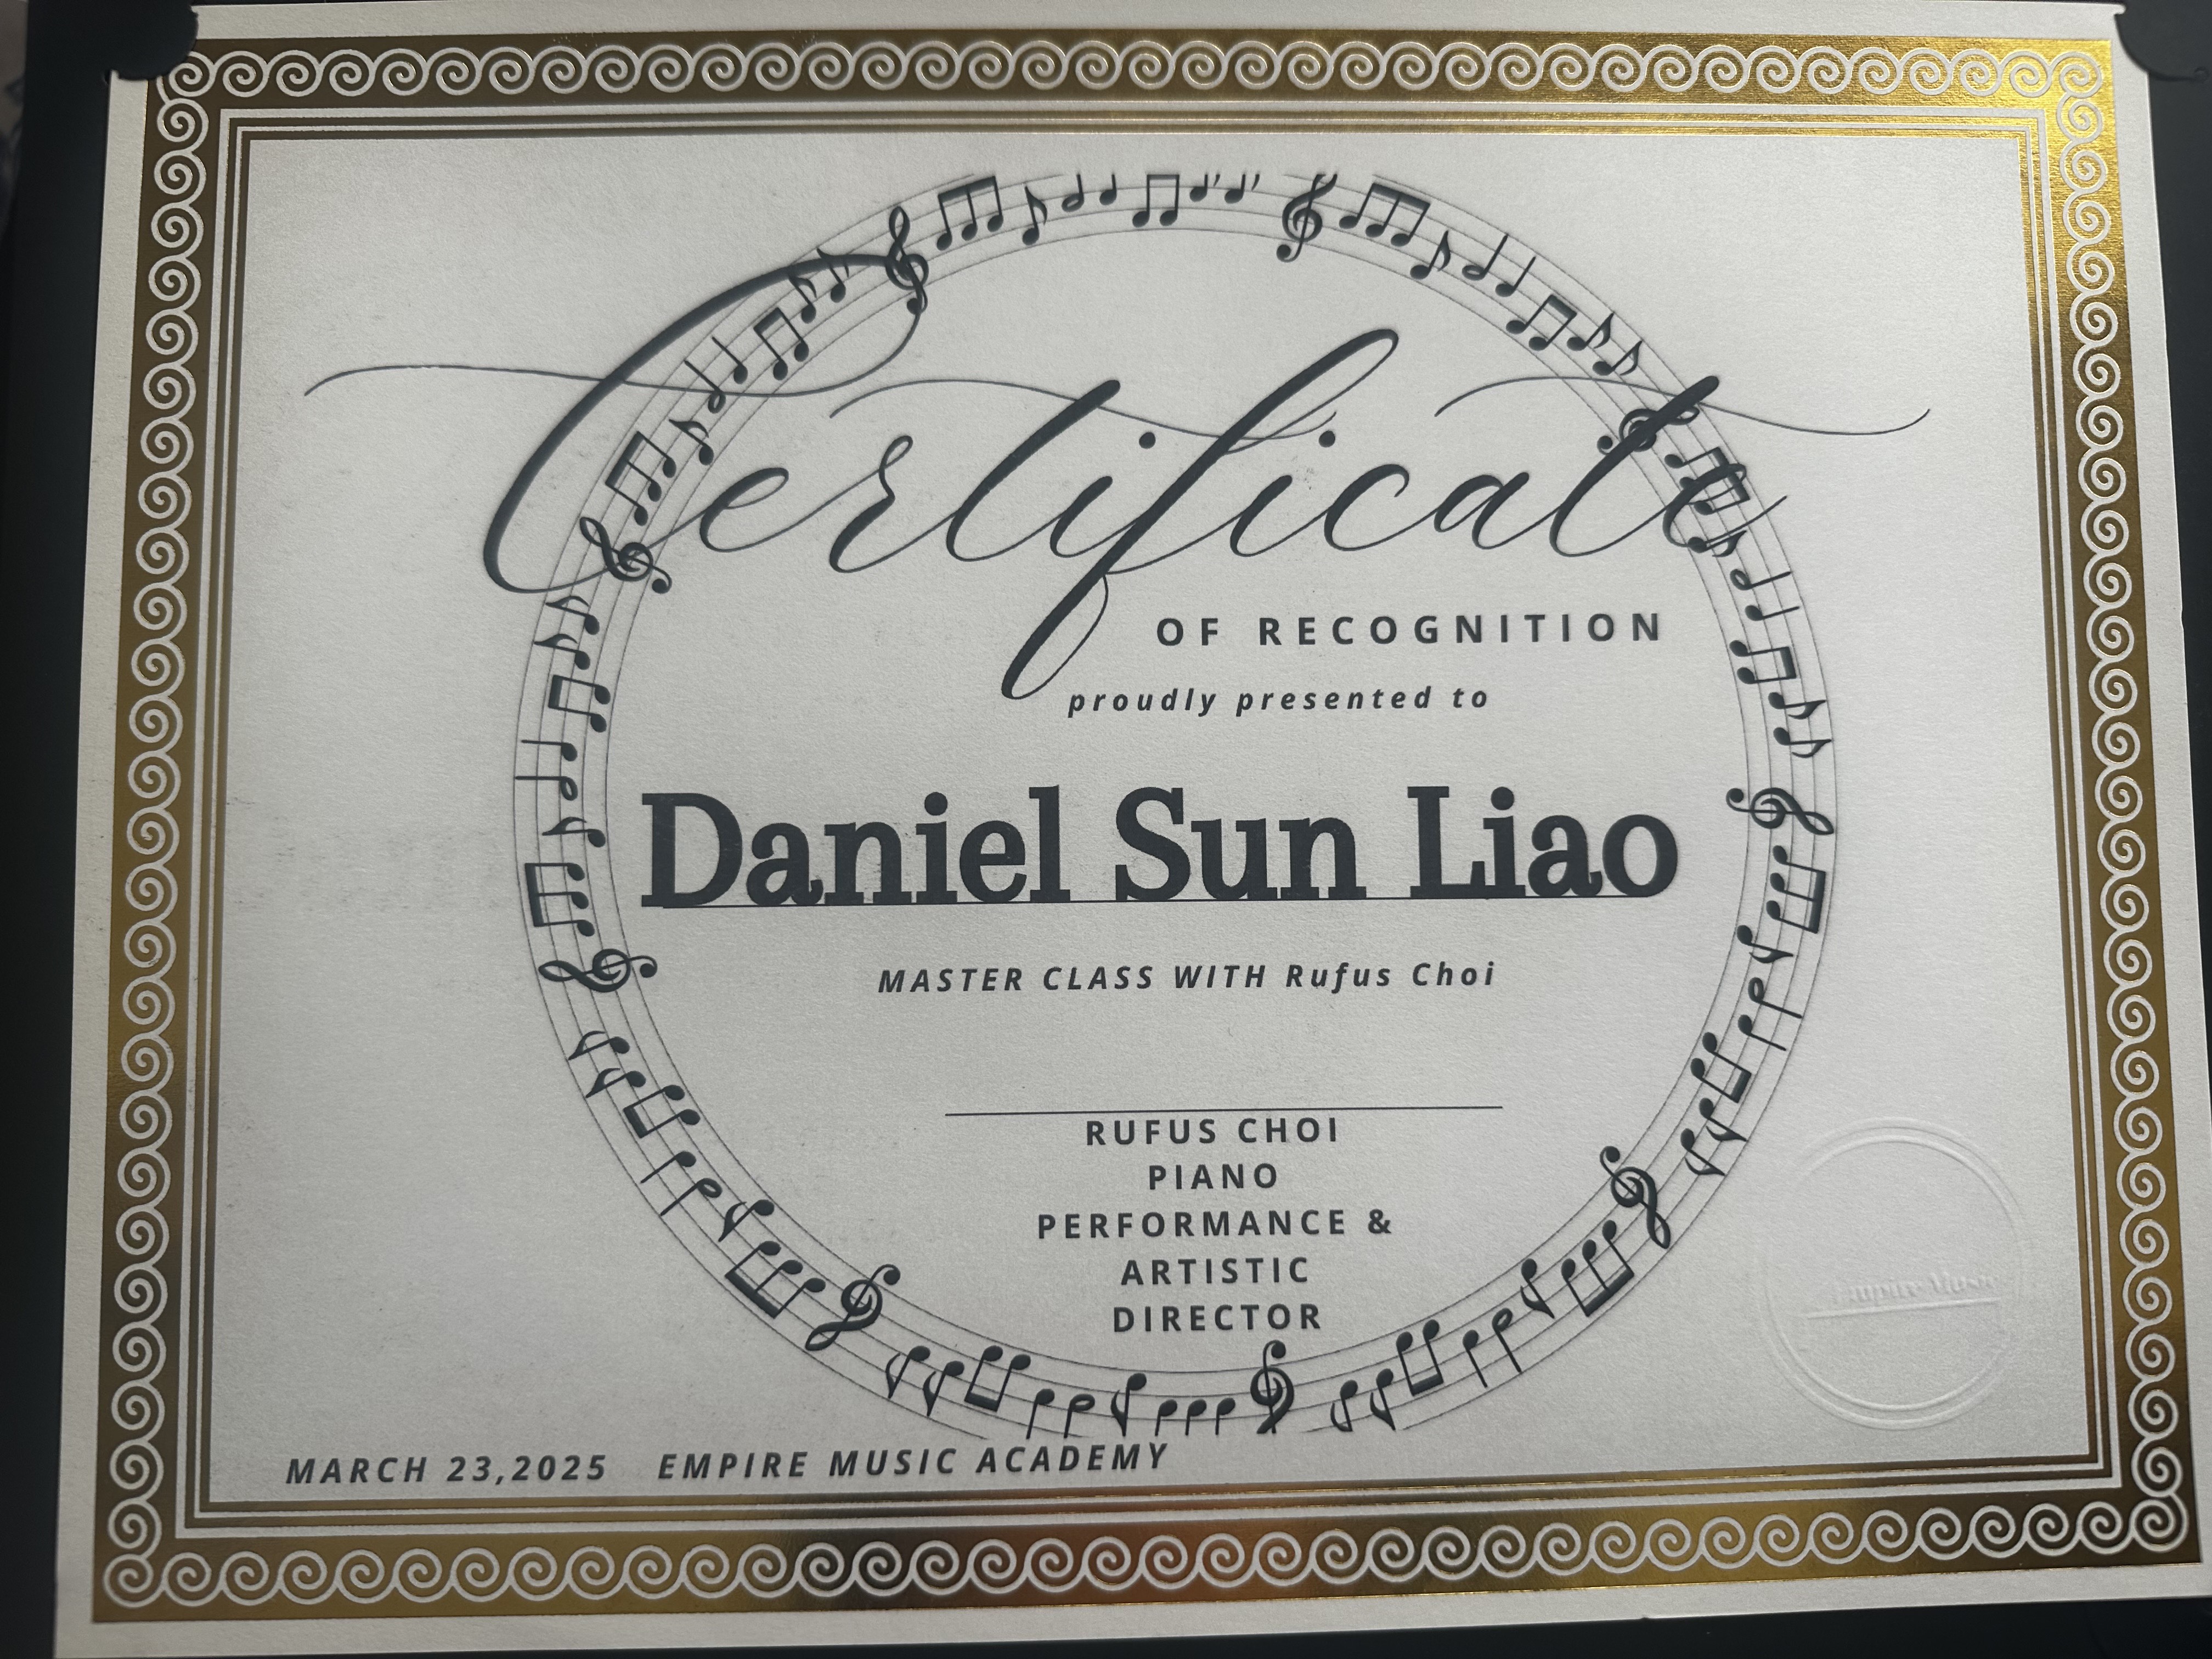 Certificate
OF RECOGNITION
proudly presented to
Daniel Sun Liao
MASTER CLASS WITH Rufus Choi
RUFUS CHOI
PIANO
PERFORMANCE &
ARTISTIC
DIRECTOR
MARCH 23,2025 EMPIRE MUSIC ACADEMY